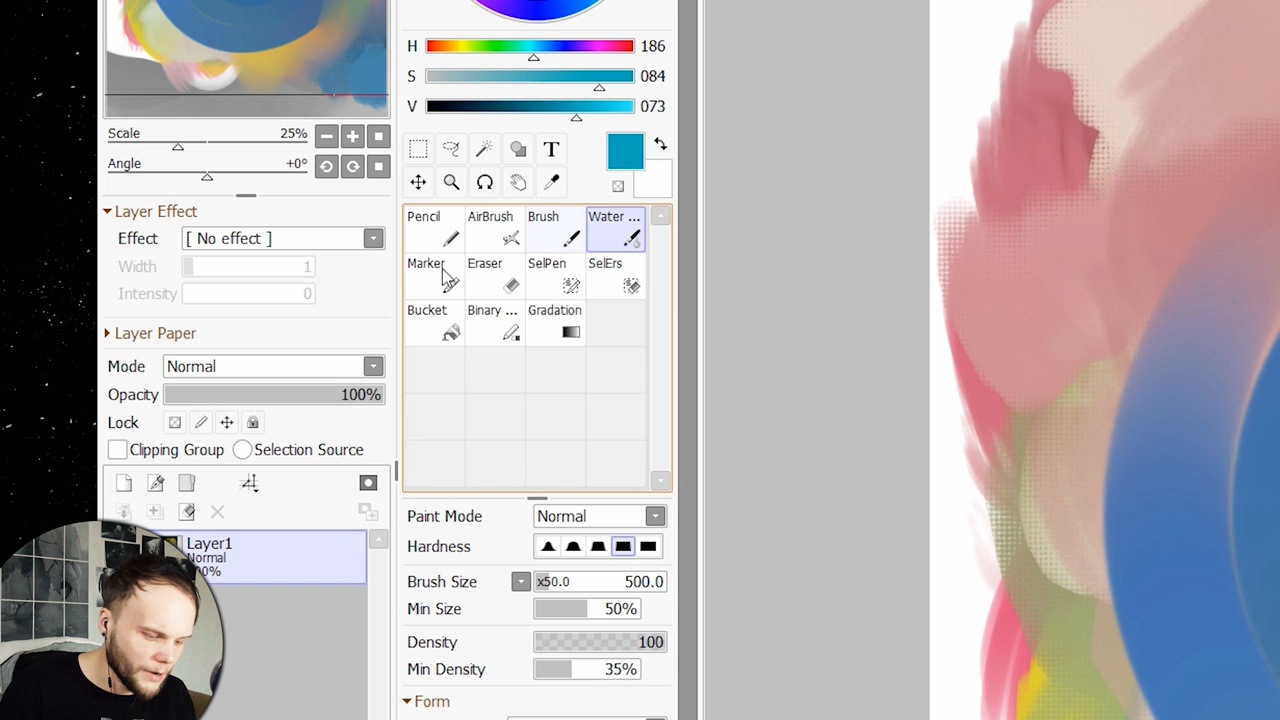 Scale 25%
Angle +0º
Layer Effect
Effect [ No effect ]
Width 1
Intensity 0
Layer Paper
Mode Normal
Opacity 100%
Lock
Clipping Group Selection Source
Layer1
Normal
H 186
S 084
V 073
T
Pencil AirBrush Brush Water ...
Marker Eraser SelPen SelErs
Bucket Binary ... Gradation
Paint Mode Normal
Hardness
Brush Size x50.0 500.0
Min Size 50%
Density 100
Min Density 35%
Form